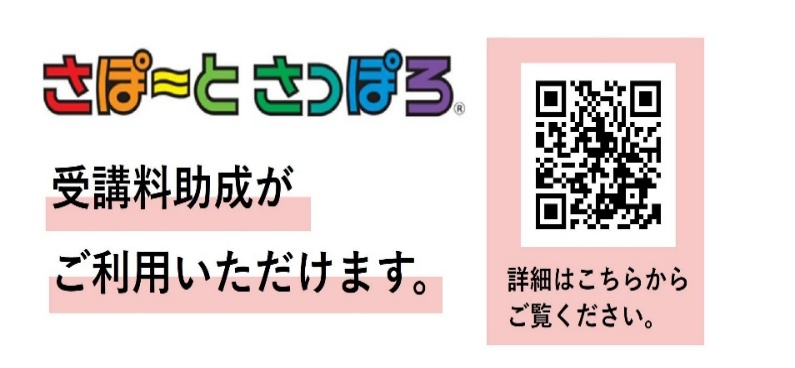 さぽーと さっぽろ®
受講料助成が
ご利用いただけます。
詳細はこちらから
ご覧ください。